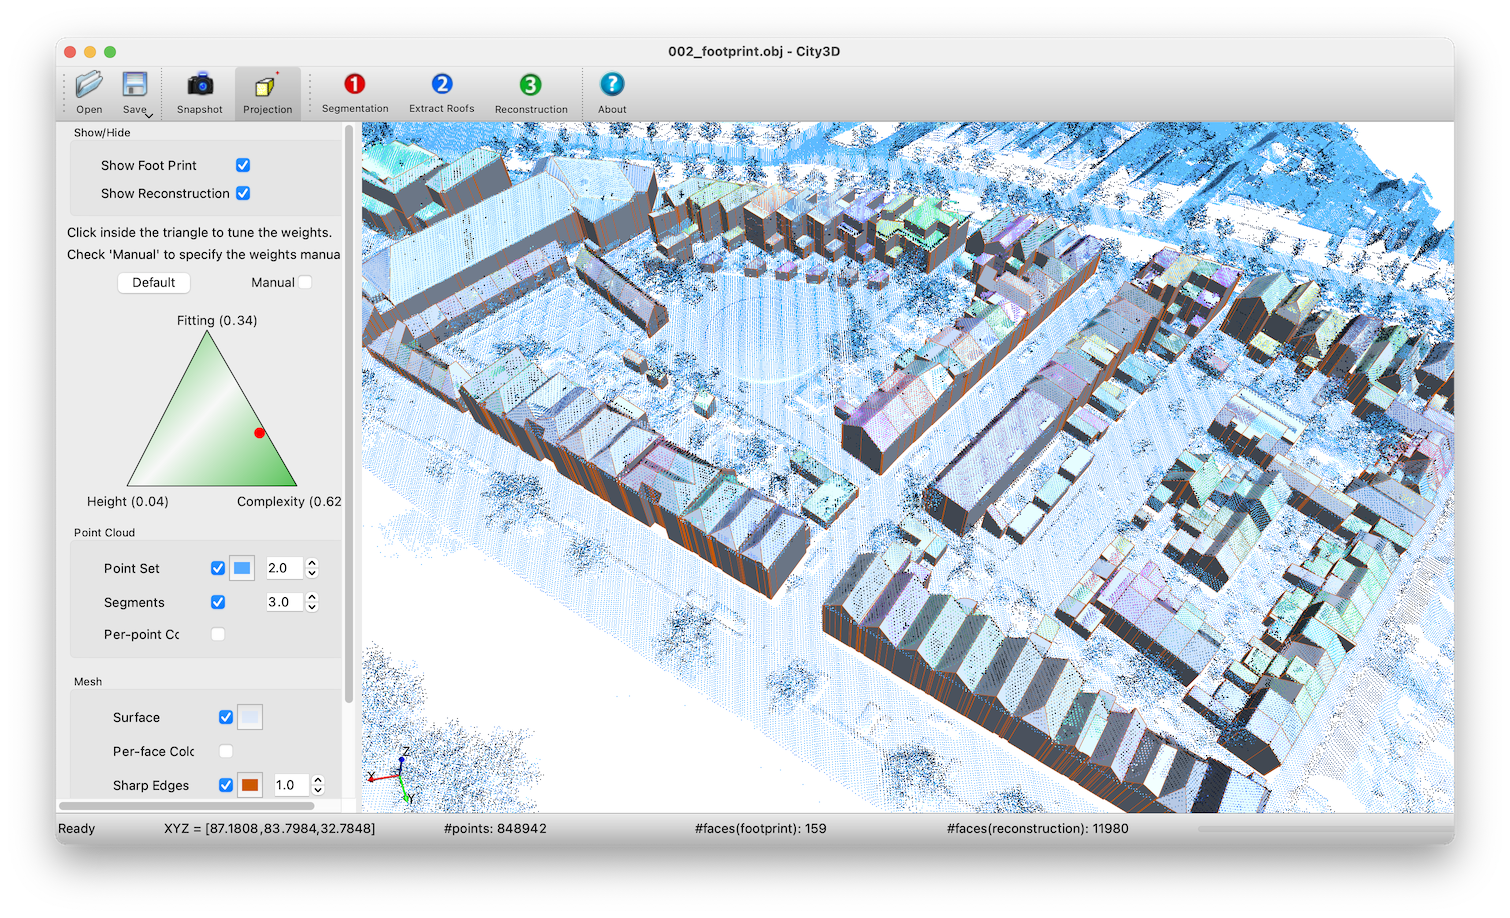 002_footprint.obj - City3D
Open
Save
Snapshot
Projection
1
Segmentation
2
Extract Roofs
3
Reconstruction
?
About
Show/Hide
Show Foot Print
Show Reconstruction
Click inside the triangle to tune the weights.
Check 'Manual' to specify the weights manua
Default
Manual
Fitting (0.34)
Height (0.04)
Complexity (0.62
Point Cloud
Point Set
2.0
Segments
3.0
Per-point Cc
Mesh
Surface
Per-face Colc
Sharp Edges
1.0
Z
X
Y
Ready
XYZ = [87.1808,83.7984,32.7848]
#points: 848942
#faces(footprint): 159
#faces(reconstruction): 11980